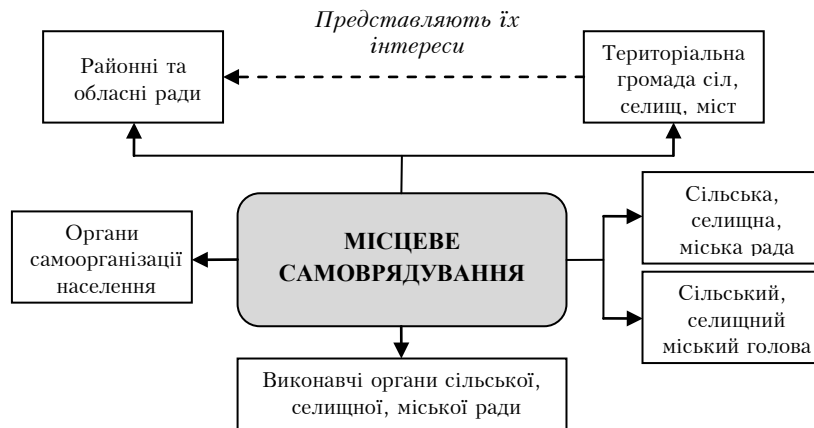 Представляють їх
інтереси
Районні та
обласні ради
Територіальна
громада сіл,
селищ, міст
МІСЦЕВЕ
САМОВРЯДУВАННЯ
Органи
самоорганізації
населення
Сільська,
селищна,
міська рада
Сільський,
селищний
міський голова
Виконавчі органи сільської,
селищної, міської ради